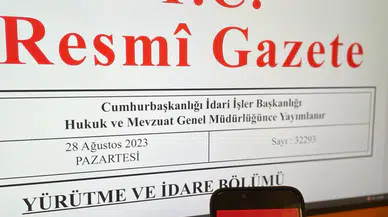 T.C.
Resmî Gazete
Cumhurbaşkanlığı İdari İşler Başkanlığı
Hukuk ve Mevzuat Genel Müdürlüğünce Yayımlanır
28 Ağustos 2023
PAZARTESİ
Sayı : 32293
YÜRÜTME VE İDARE BÖLÜMÜ